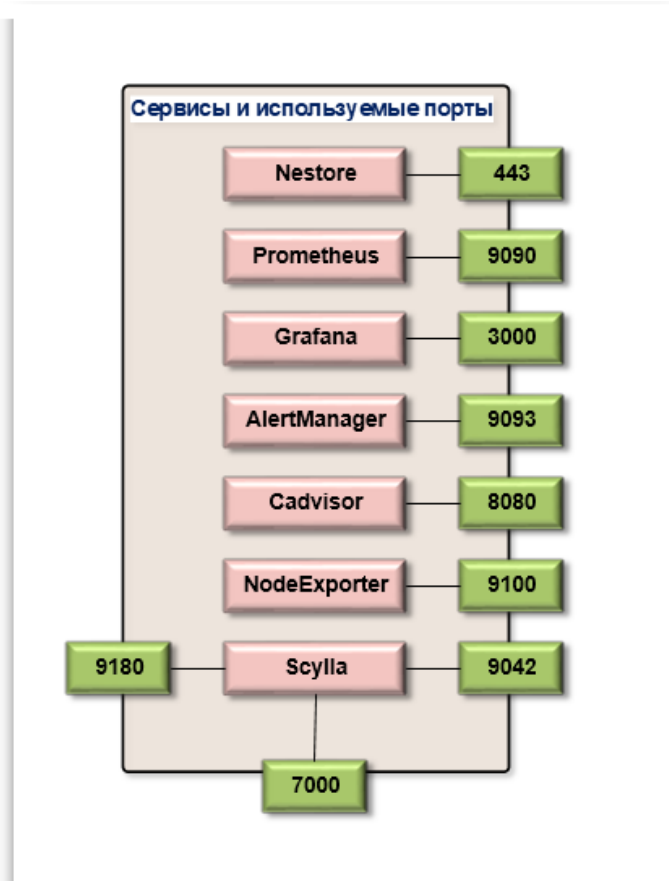 Сервисы и используемые порты
Nestore 443
Prometheus 9090
Grafana 3000
AlertManager 9093
Cadvisor 8080
NodeExporter 9100
9180 Scylla 9042
7000